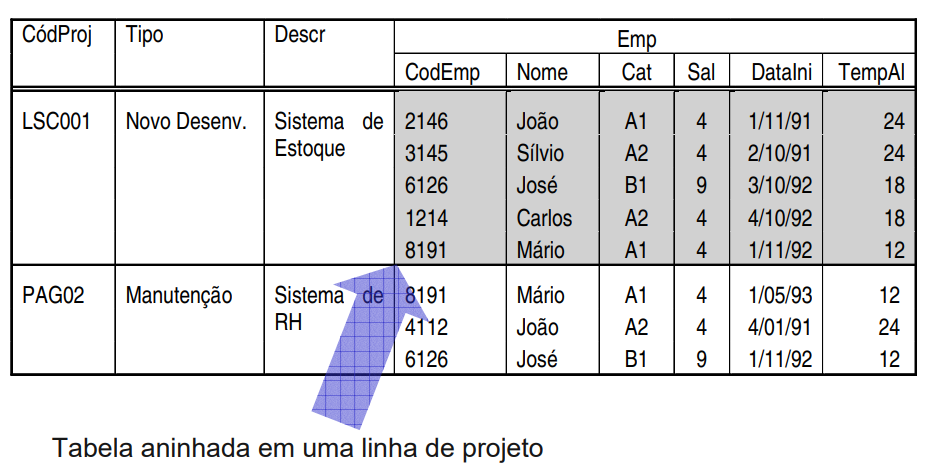 CódProj Tipo Descr Emp
CodEmp Nome Cat Sal DataIni TempAl
LSC001 Novo Desenv. Sistema de 2146 João A1 4 1/11/91 24
Estoque 3145 Sílvio A2 4 2/10/91 24
6126 José B1 9 3/10/92 18
1214 Carlos A2 4 4/10/92 18
8191 Mário A1 4 1/11/92 12
PAG02 Manutenção Sistema de 8191 Mário A1 4 1/05/93 12
RH 4112 João A2 4 4/01/91 24
6126 José B1 9 1/11/92 12
Tabela aninhada em uma linha de projeto